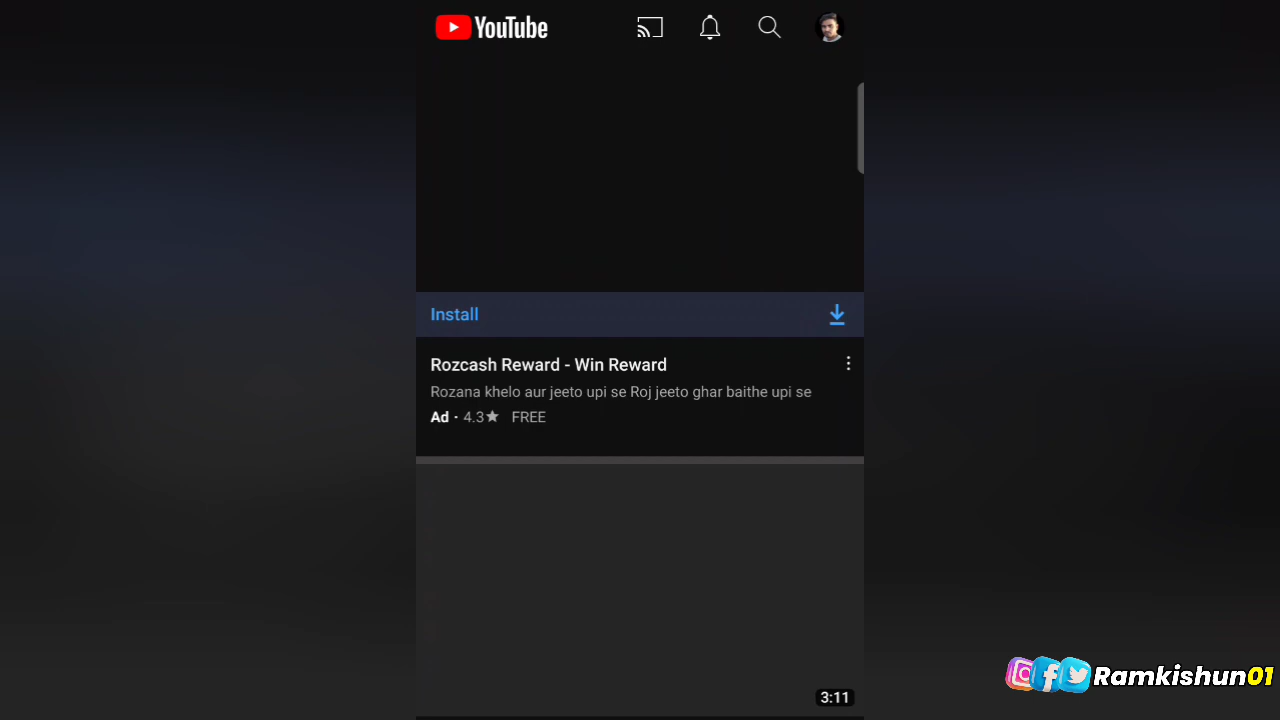 YouTube
Install
Rozcash Reward - Win Reward
Rozana khelo aur jeeto upi se Roj jeeto ghar baithe upi se
Ad · 4.3★ FREE
3:11
Ramkishun01